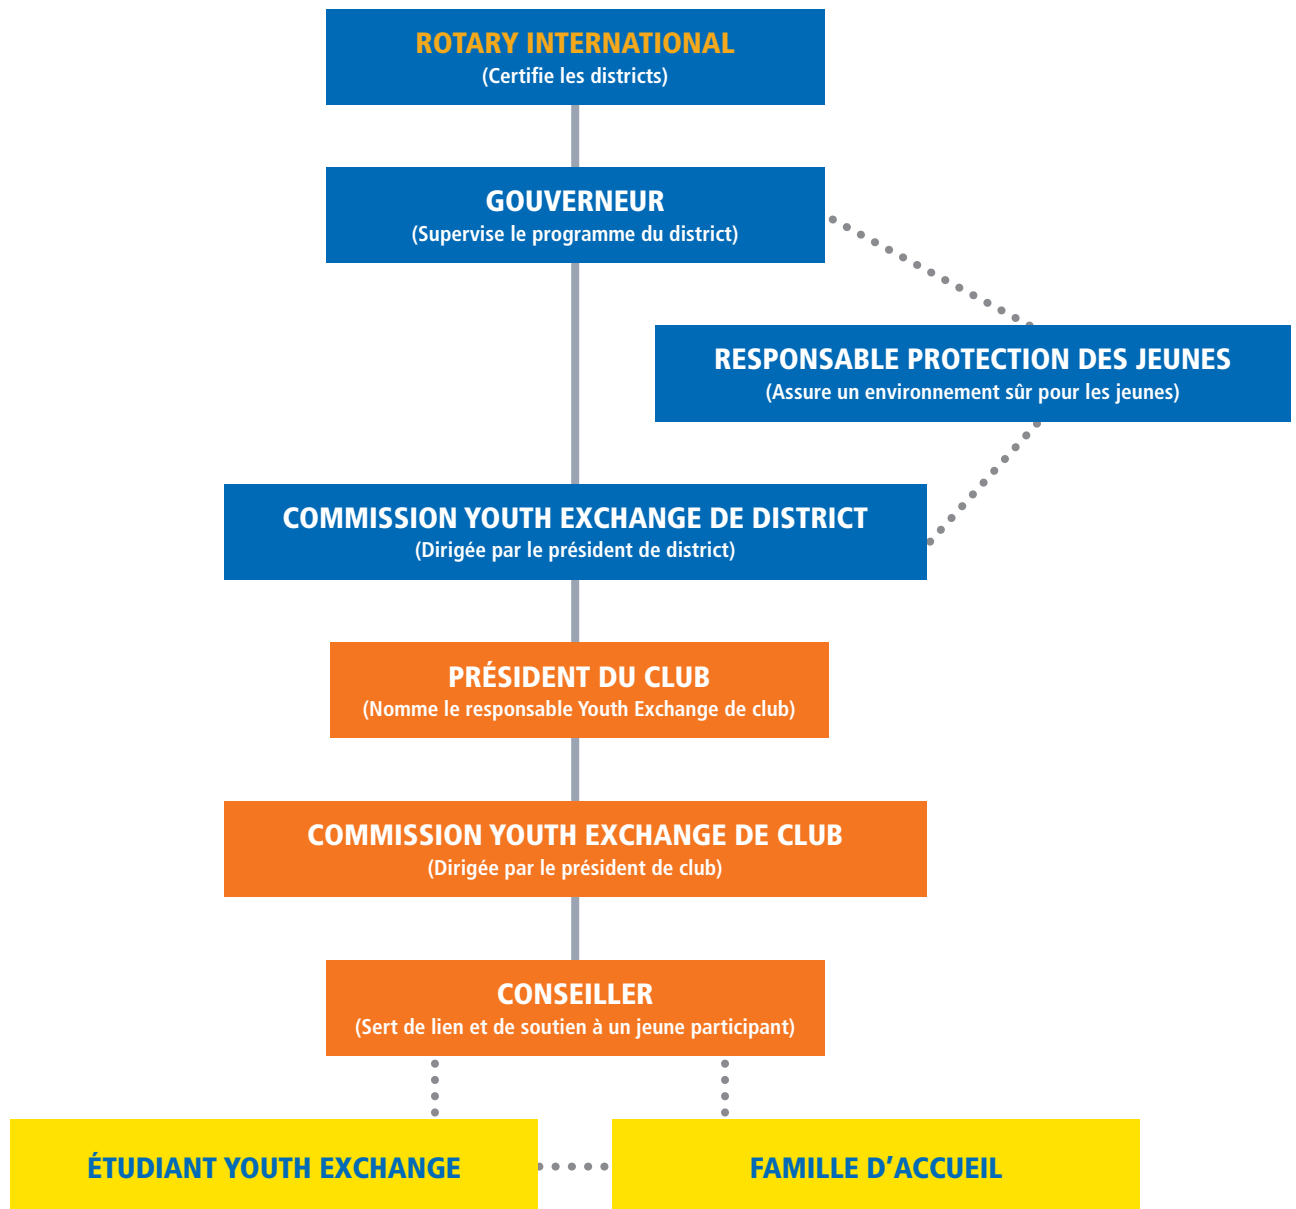 ROTARY INTERNATIONAL
(Certifie les districts)
GOUVERNEUR
(Supervise le programme du district)
RESPONSABLE PROTECTION DES JEUNES
(Assure un environnement sûr pour les jeunes)
COMMISSION YOUTH EXCHANGE DE DISTRICT
(Dirigée par le président de district)
PRÉSIDENT DU CLUB
(Nomme le responsable Youth Exchange de club)
COMMISSION YOUTH EXCHANGE DE CLUB
(Dirigée par le président de club)
CONSEILLER
(Sert de lien et de soutien à un jeune participant)
ÉTUDIANT YOUTH EXCHANGE
FAMILLE D’ACCUEIL